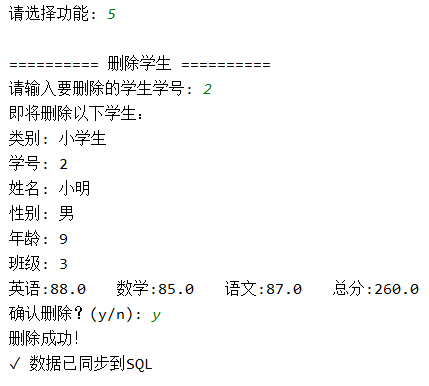 请选择功能: 5
========== 删除学生 ==========
请输入要删除的学生学号: 2
即将删除以下学生:
类别: 小学生
学号: 2
姓名: 小明
性别: 男
年龄: 9
班级: 3
英语:88.0 数学:85.0 语文:87.0 总分:260.0
确认删除? (y/n): y
删除成功!
✓ 数据已同步到SQL